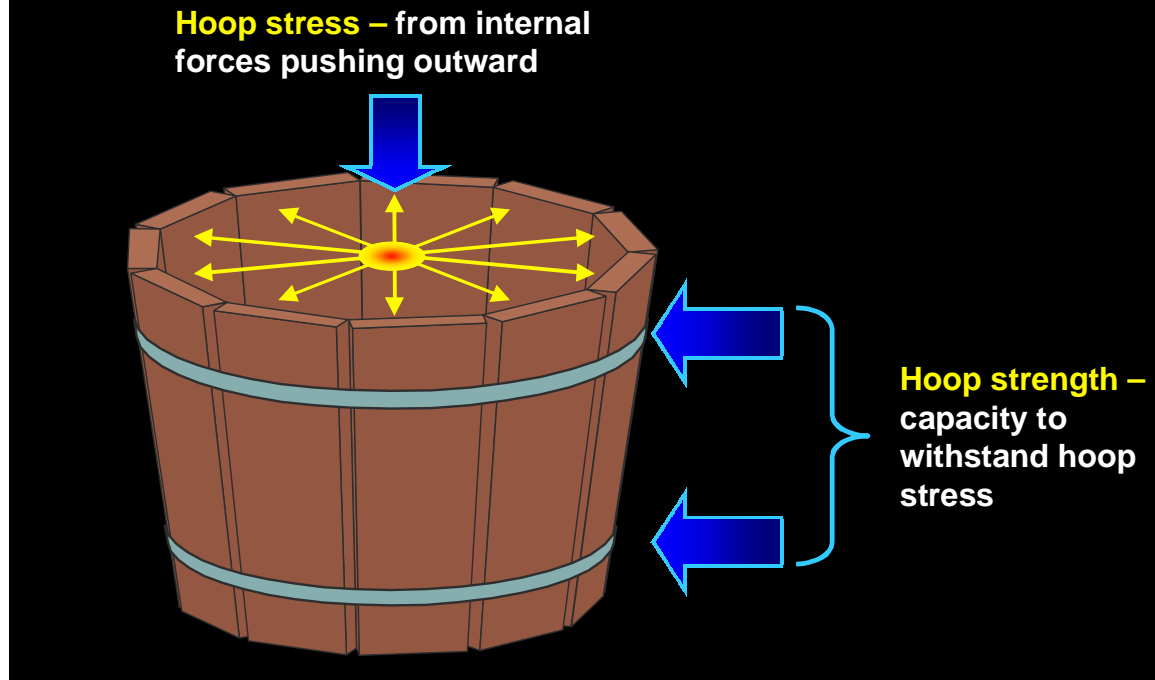 Hoop stress – from internal
forces pushing outward
Hoop strength –
capacity to
withstand hoop
stress